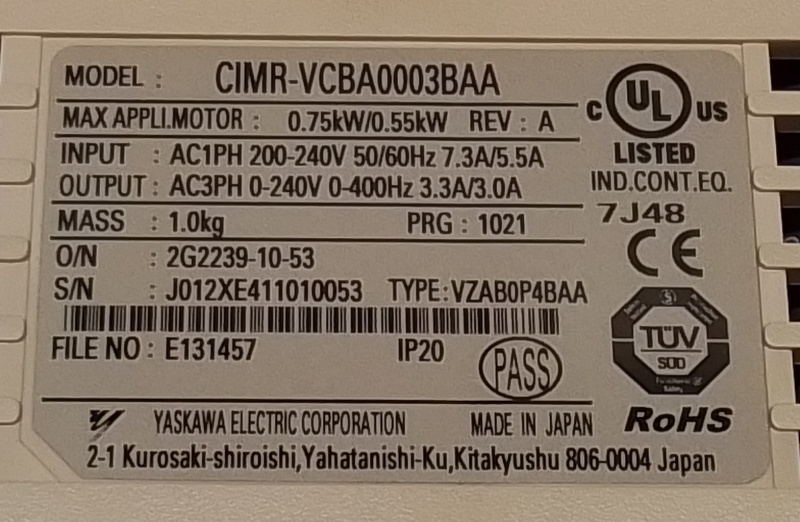 MODEL : CIMR-VCBA0003BAA
MAX APPLI.MOTOR : 0.75kW/0.55kW REV : A
INPUT : AC1PH 200-240V 50/60Hz 7.3A/5.5A
OUTPUT : AC3PH 0-240V 0-400Hz 3.3A/3.0A
MASS : 1.0kg PRG : 1021
O/N : 2G2239-10-53
S/N : J012XE411010053 TYPE:VZAB0P4BAA
FILE NO : E131457 IP20 PASS
YASKAWA ELECTRIC CORPORATION MADE IN JAPAN
2-1 Kurosaki-shiroishi,Yahatanishi-Ku,Kitakyushu 806-0004 Japan
C UL US
LISTED
IND.CONT.EQ.
7J48
CE
TÜV
SÜD
RoHS